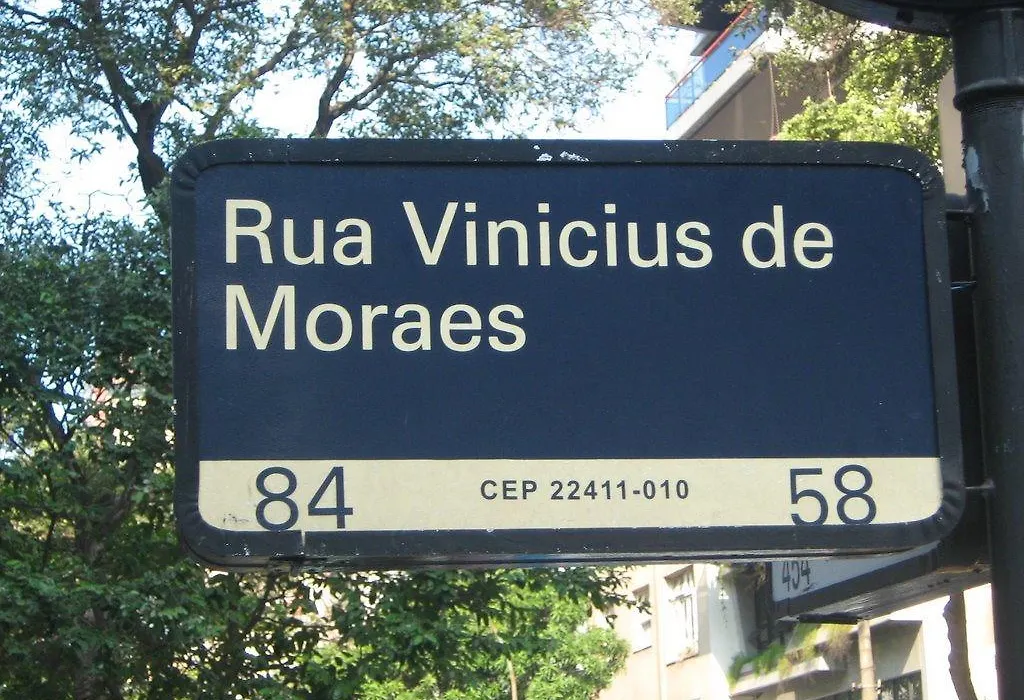 Rua Vinicius de
Moraes
84 CEP 22411-010 58
454